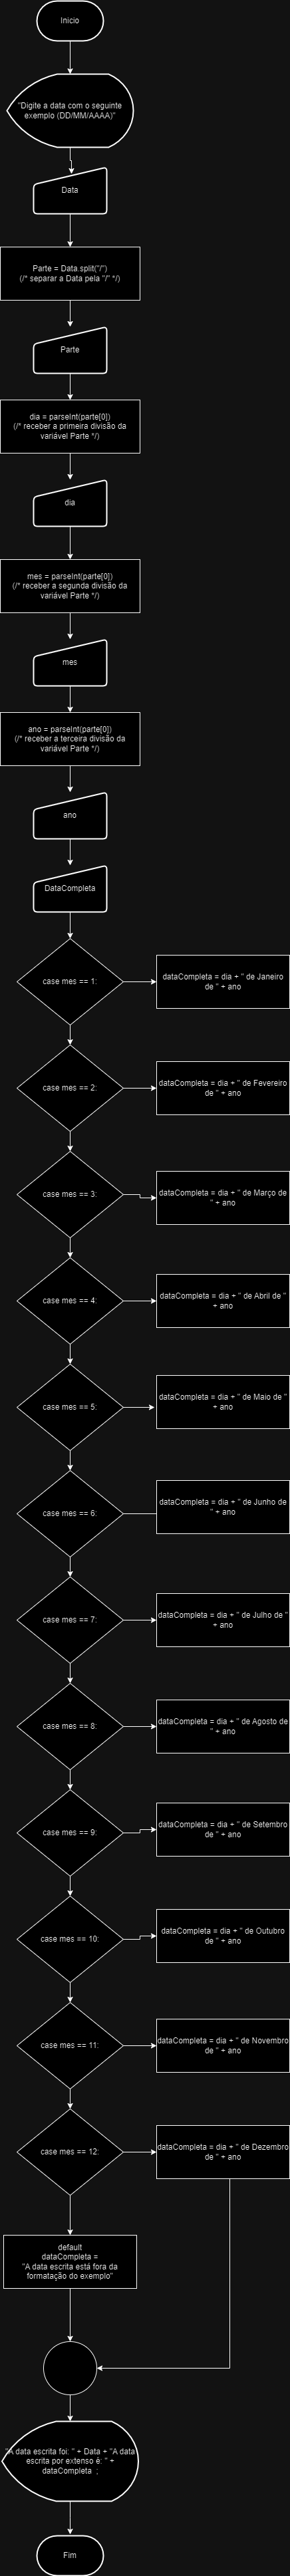 Inicio
"Digite a data com o seguinte
exemplo (DD/MM/AAAA)"
Data
Parte = Data.split("/")
(/* separar a Data pela "/" */)
Parte
dia = parseInt(parte[0])
(/* receber a primeira divisão da
variável Parte */)
dia
mes = parseInt(parte[0])
(/* receber a segunda divisão da
variável Parte */)
mes
ano = parseInt(parte[0])
(/* receber a terceira divisão da
variável Parte */)
ano
DataCompleta
case mes == 1:
dataCompleta = dia + " de Janeiro
de " + ano
case mes == 2:
dataCompleta = dia + " de Fevereiro
de " + ano
case mes == 3:
dataCompleta = dia + " de Março de
" + ano
case mes == 4:
dataCompleta = dia + " de Abril de "
+ ano
case mes == 5:
dataCompleta = dia + " de Maio de "
+ ano
case mes == 6:
dataCompleta = dia + " de Junho de
" + ano
case mes == 7:
dataCompleta = dia + " de Julho de "
+ ano
case mes == 8:
dataCompleta = dia + " de Agosto de
" + ano
case mes == 9:
dataCompleta = dia + " de Setembro
de " + ano
case mes == 10:
dataCompleta = dia + " de Outubro
de " + ano
case mes == 11:
dataCompleta = dia + " de Novembro
de " + ano
case mes == 12:
dataCompleta = dia + " de Dezembro
de " + ano
default
dataCompleta =
"A data escrita está fora da
formatação do exemplo"
"A data escrita foi: " + Data + "A data
escrita por extenso é: " +
dataCompleta ;
Fim